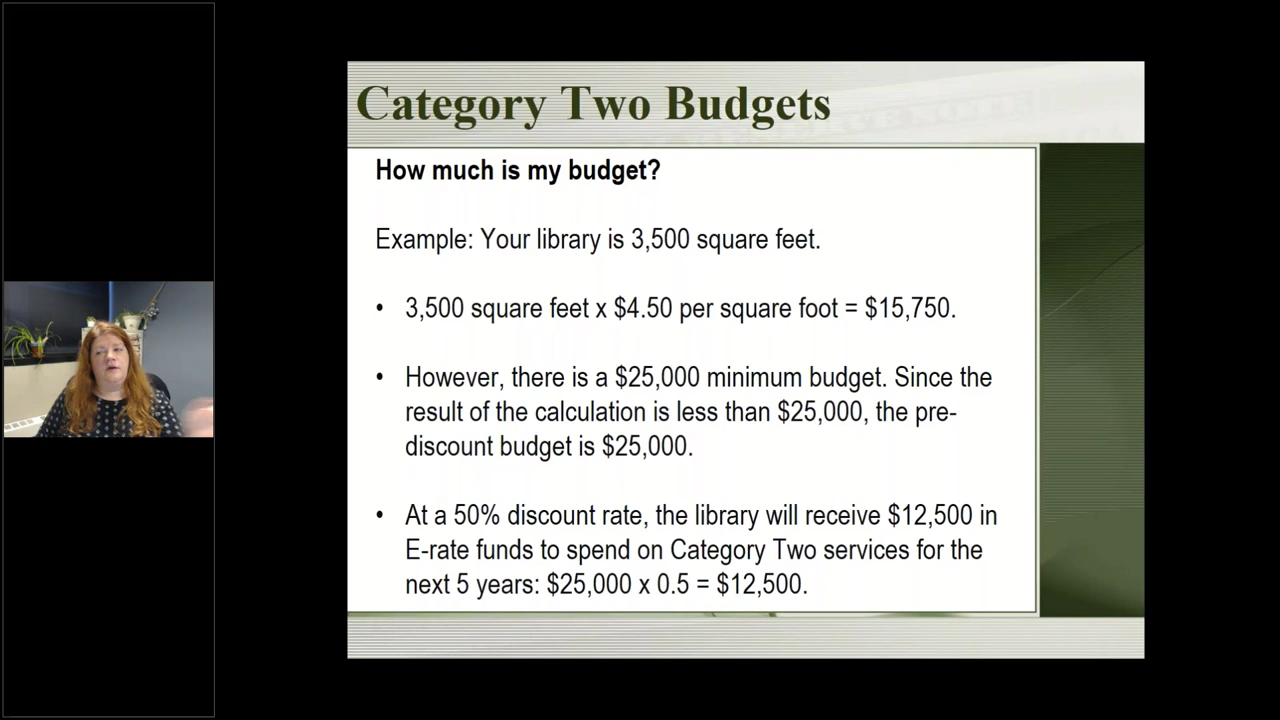 Category Two Budgets
How much is my budget?
Example: Your library is 3,500 square feet.
• 3,500 square feet x $4.50 per square foot = $15,750.
• However, there is a $25,000 minimum budget. Since the
result of the calculation is less than $25,000, the pre-
discount budget is $25,000.
• At a 50% discount rate, the library will receive $12,500 in
E-rate funds to spend on Category Two services for the
next 5 years: $25,000 x 0.5 = $12,500.